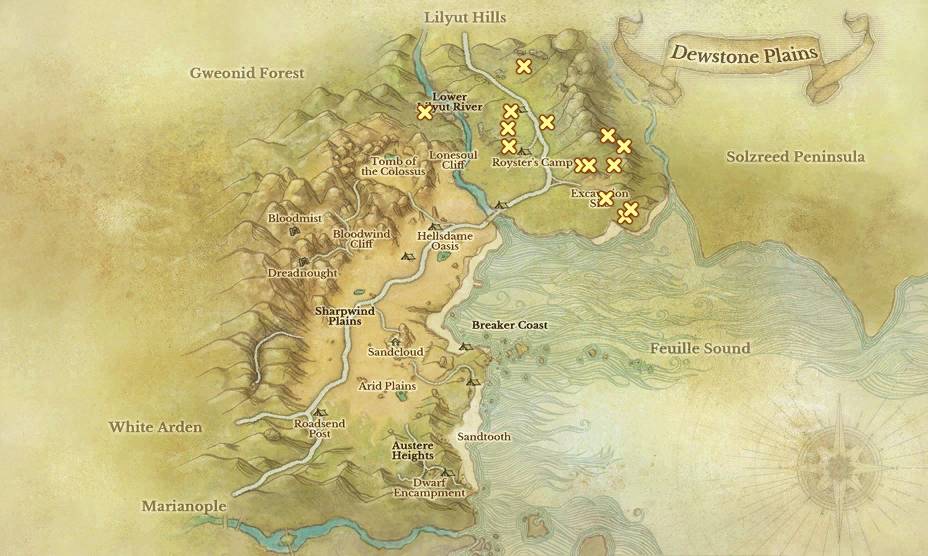 Lilyut Hills
Dewstone Plains
Gweonid Forest
Lower
Lilyut River
Tomb of
the Colossus
Lonesoul
Cliff
Royster's Camp
Solzreed Peninsula
Excavation
Site
Bloodmist
Bloodwind
Cliff
Hellsdame
Oasis
Dreadnought
Sharpwind
Plains
Breaker Coast
Sandcloud
Feuille Sound
Arid Plains
White Arden
Roadsend
Post
Sandtooth
Austere
Heights
Dwarf
Encampment
Marianople